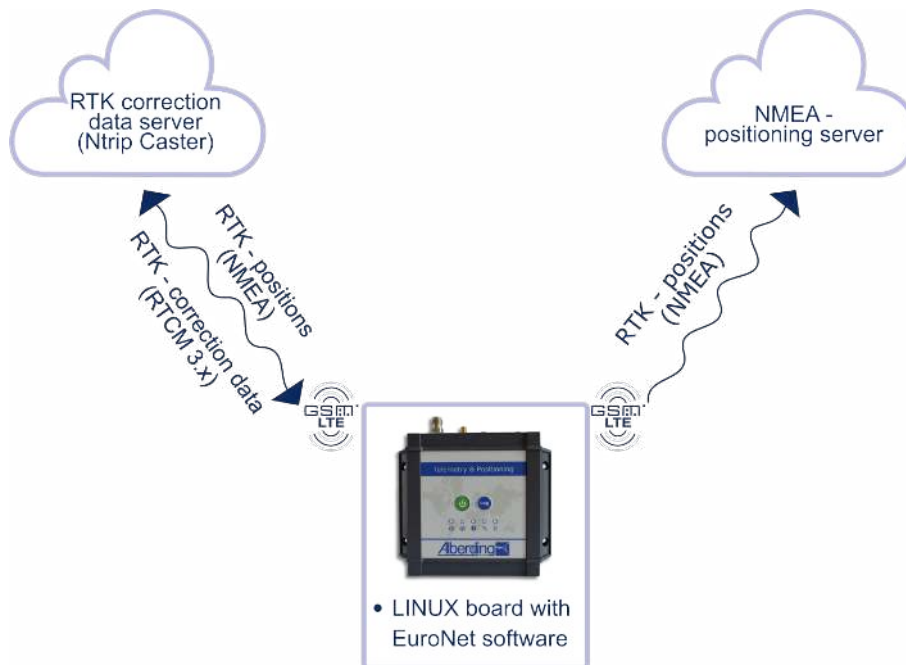 RTK correction
data server
(Ntrip Caster)
NMEA -
positioning server
RTK - positions
(NMEA)
RTK - correction data
(RTCM 3.x)
RTK - positions
(NMEA)
GSM
LTE
GSM
LTE
Telemetry & Positioning
Alberding
• LINUX board with
EuroNet software